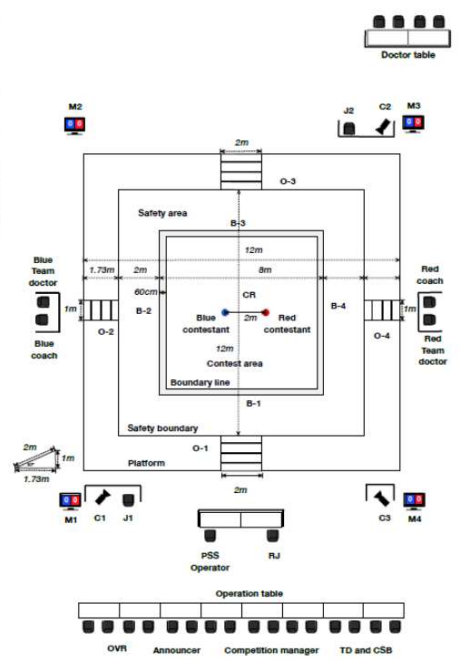 Doctor table
M2
J2
C2
M3
2m
O-3
Safety area
B-3
12m
Blue
Team
doctor
1.73m
2m
8m
Red
coach
60cm
CR
B-4
1m
B-2
Blue
contestant
2m
Red
contestant
1m
O-2
O-4
Blue
coach
12m
Contest area
Red
Team
doctor
Boundary line
B-1
Safety boundary
O-1
2m
1m
Platform
1.73m
2m
M1
C1
J1
C3
M4
PSS
Operator
RJ
Operation table
OVR
Announcer
Competition manager
TD and CSB